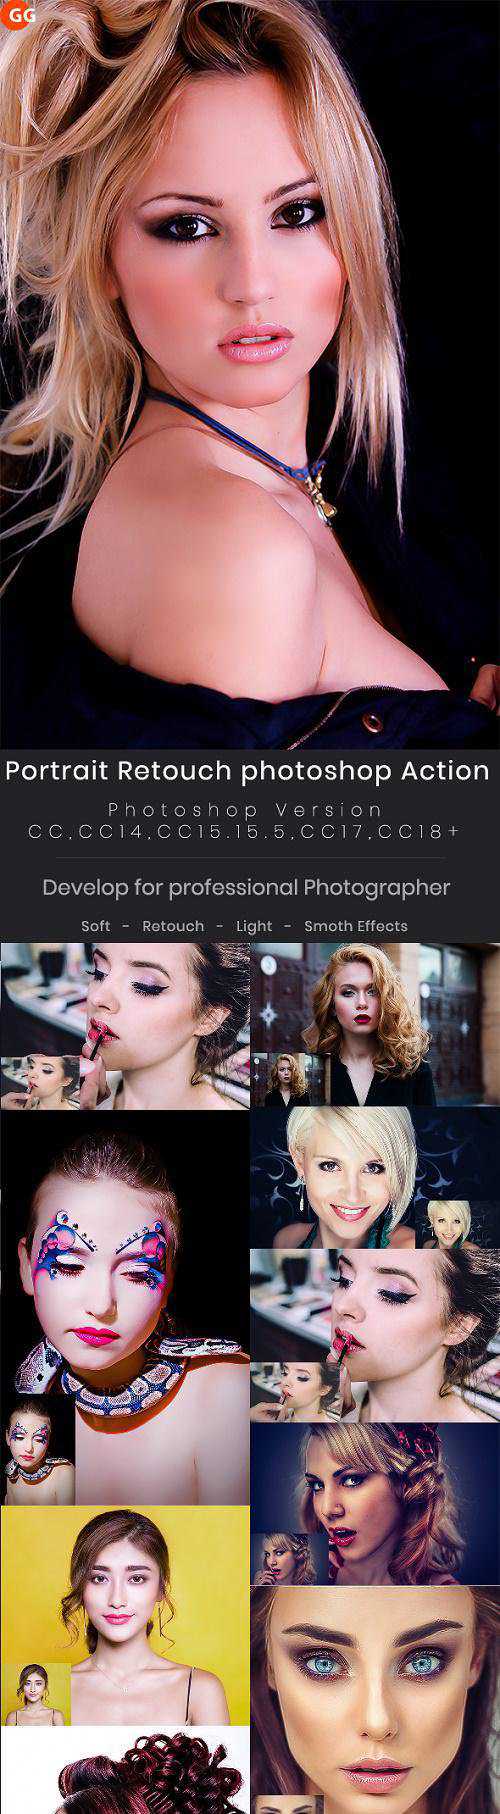 GG
Portrait Retouch photoshop Action
Photoshop Version
CC,CC14,CC15.15.5,CC17,CC18+
Develop for professional Photographer
Soft - Retouch - Light - Smoth Effects